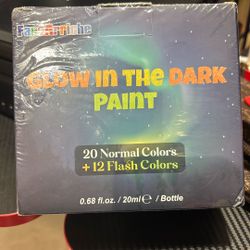 GLOW IN THE DARK
PAINT
20 Normal Colors
+ 12 Flash Colors
0.68 fl.oz. / 20ml℮ / Bottle